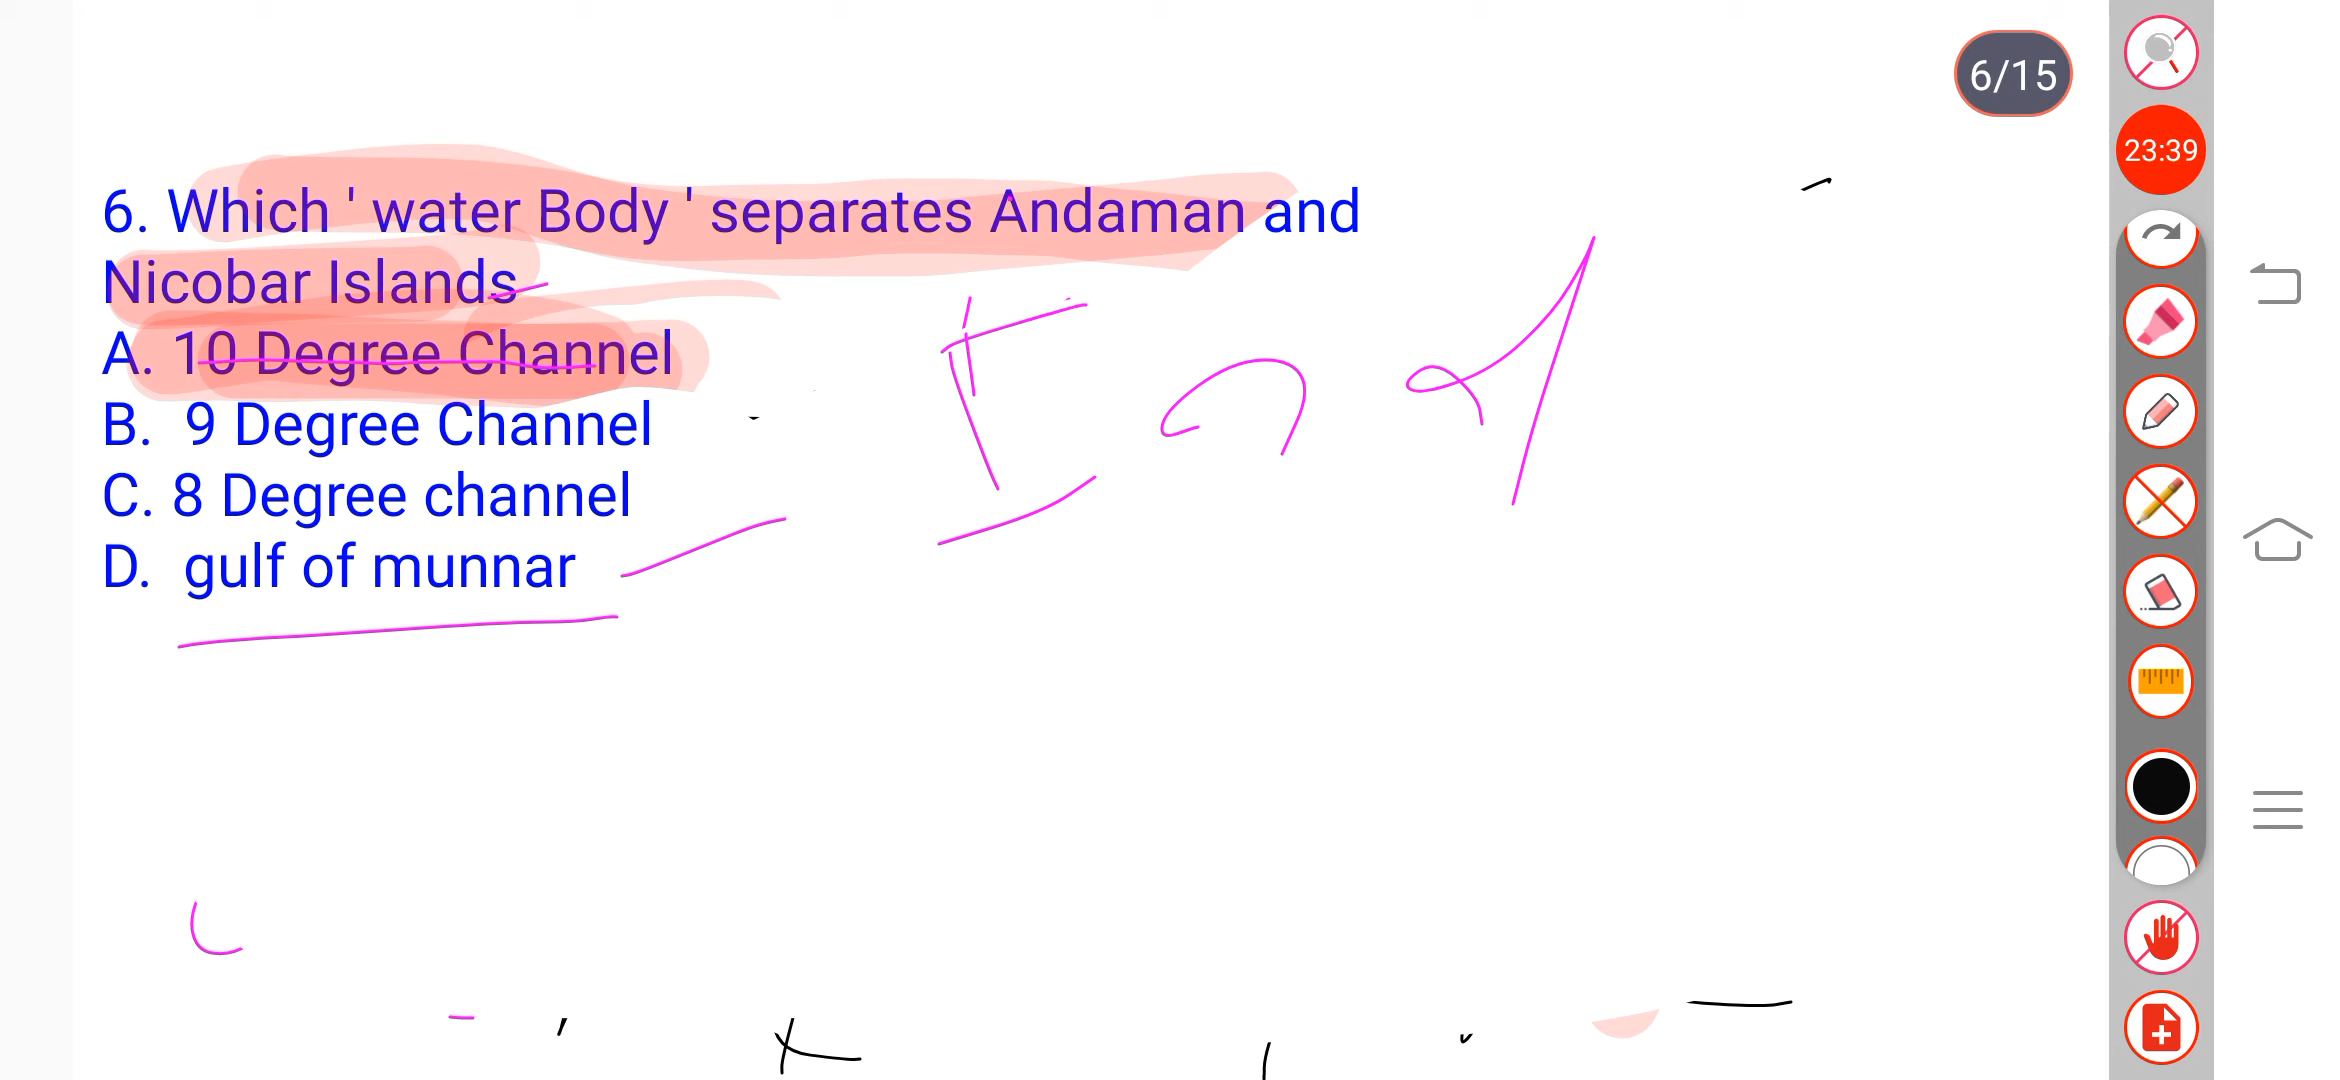 6/15
23:39
6. Which ' water Body ' separates Andaman and
Nicobar Islands
A. 10 Degree Channel
B. 9 Degree Channel
C. 8 Degree channel
D. gulf of munnar